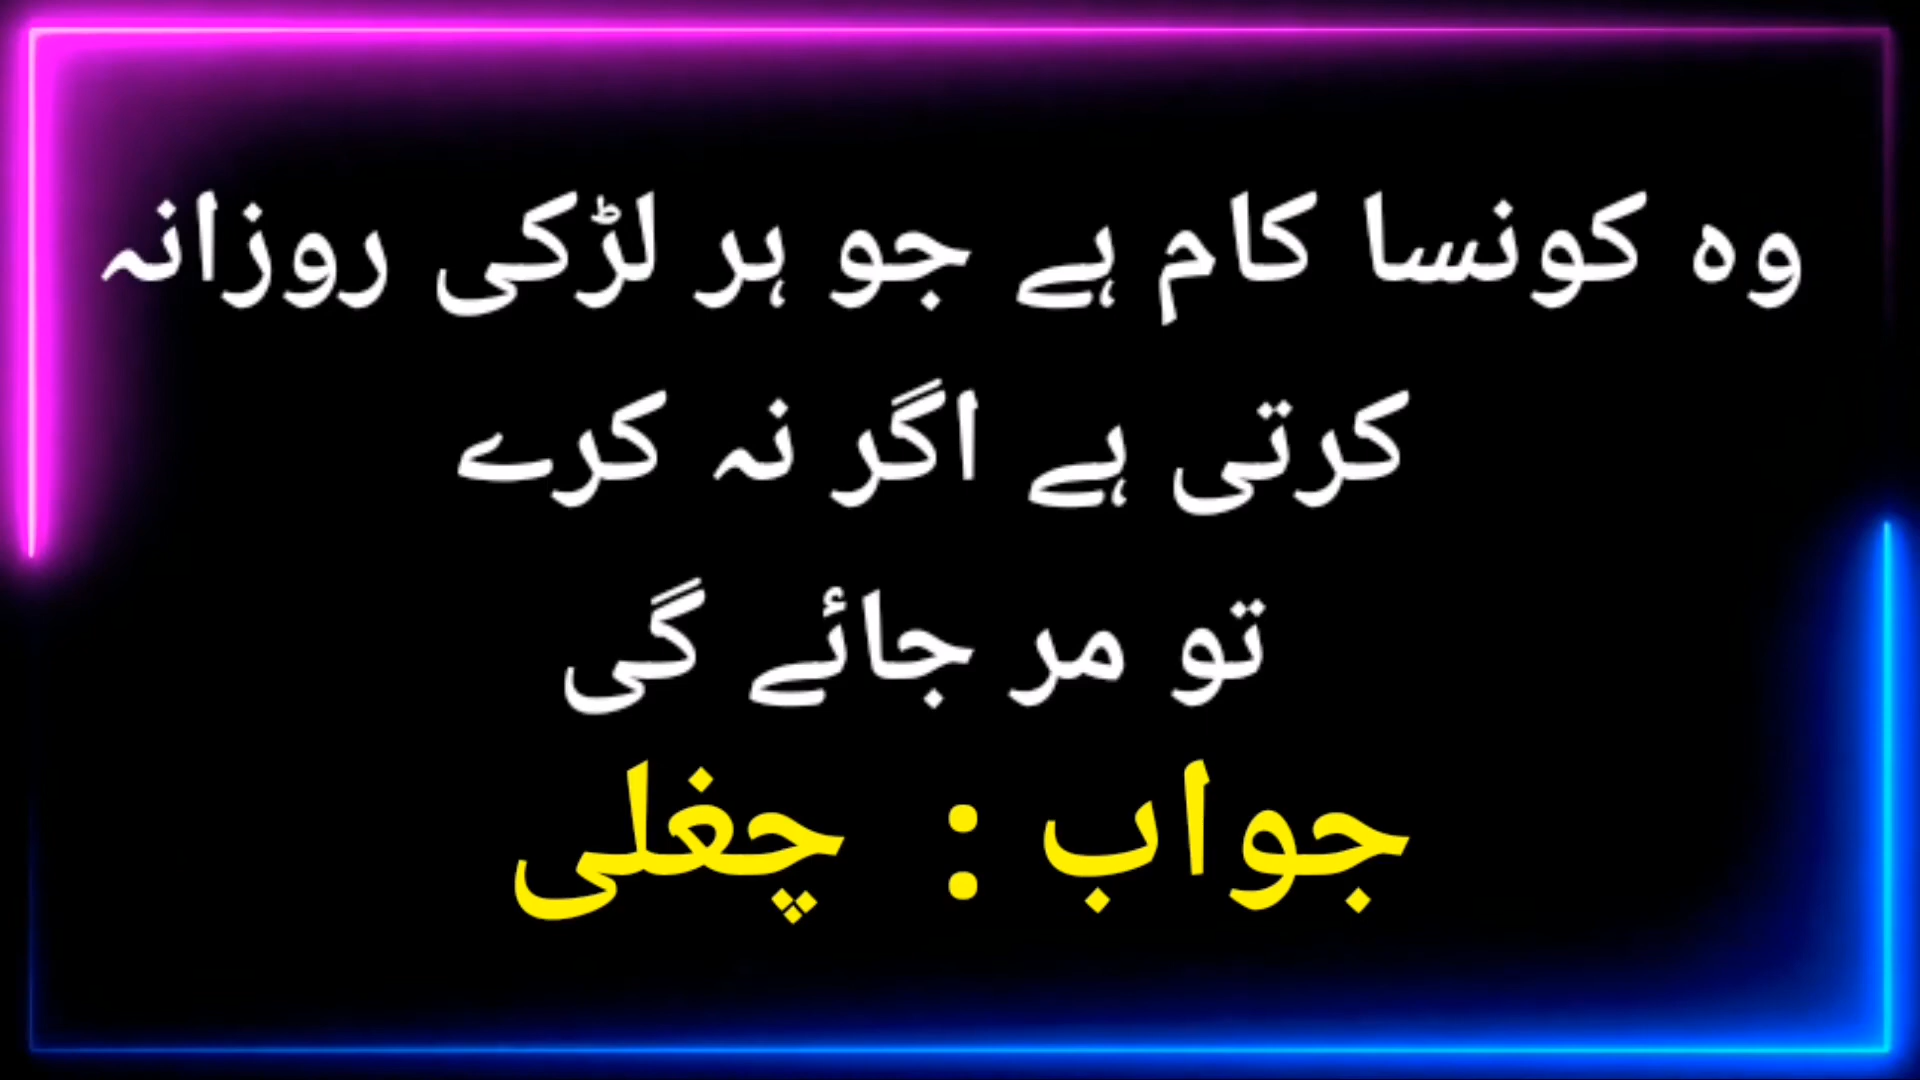 وہ کونسا کام ہے جو ہر لڑکی روزانہ
کرتی ہے اگر نہ کرے
تو مر جائے گی
جواب : چغلی